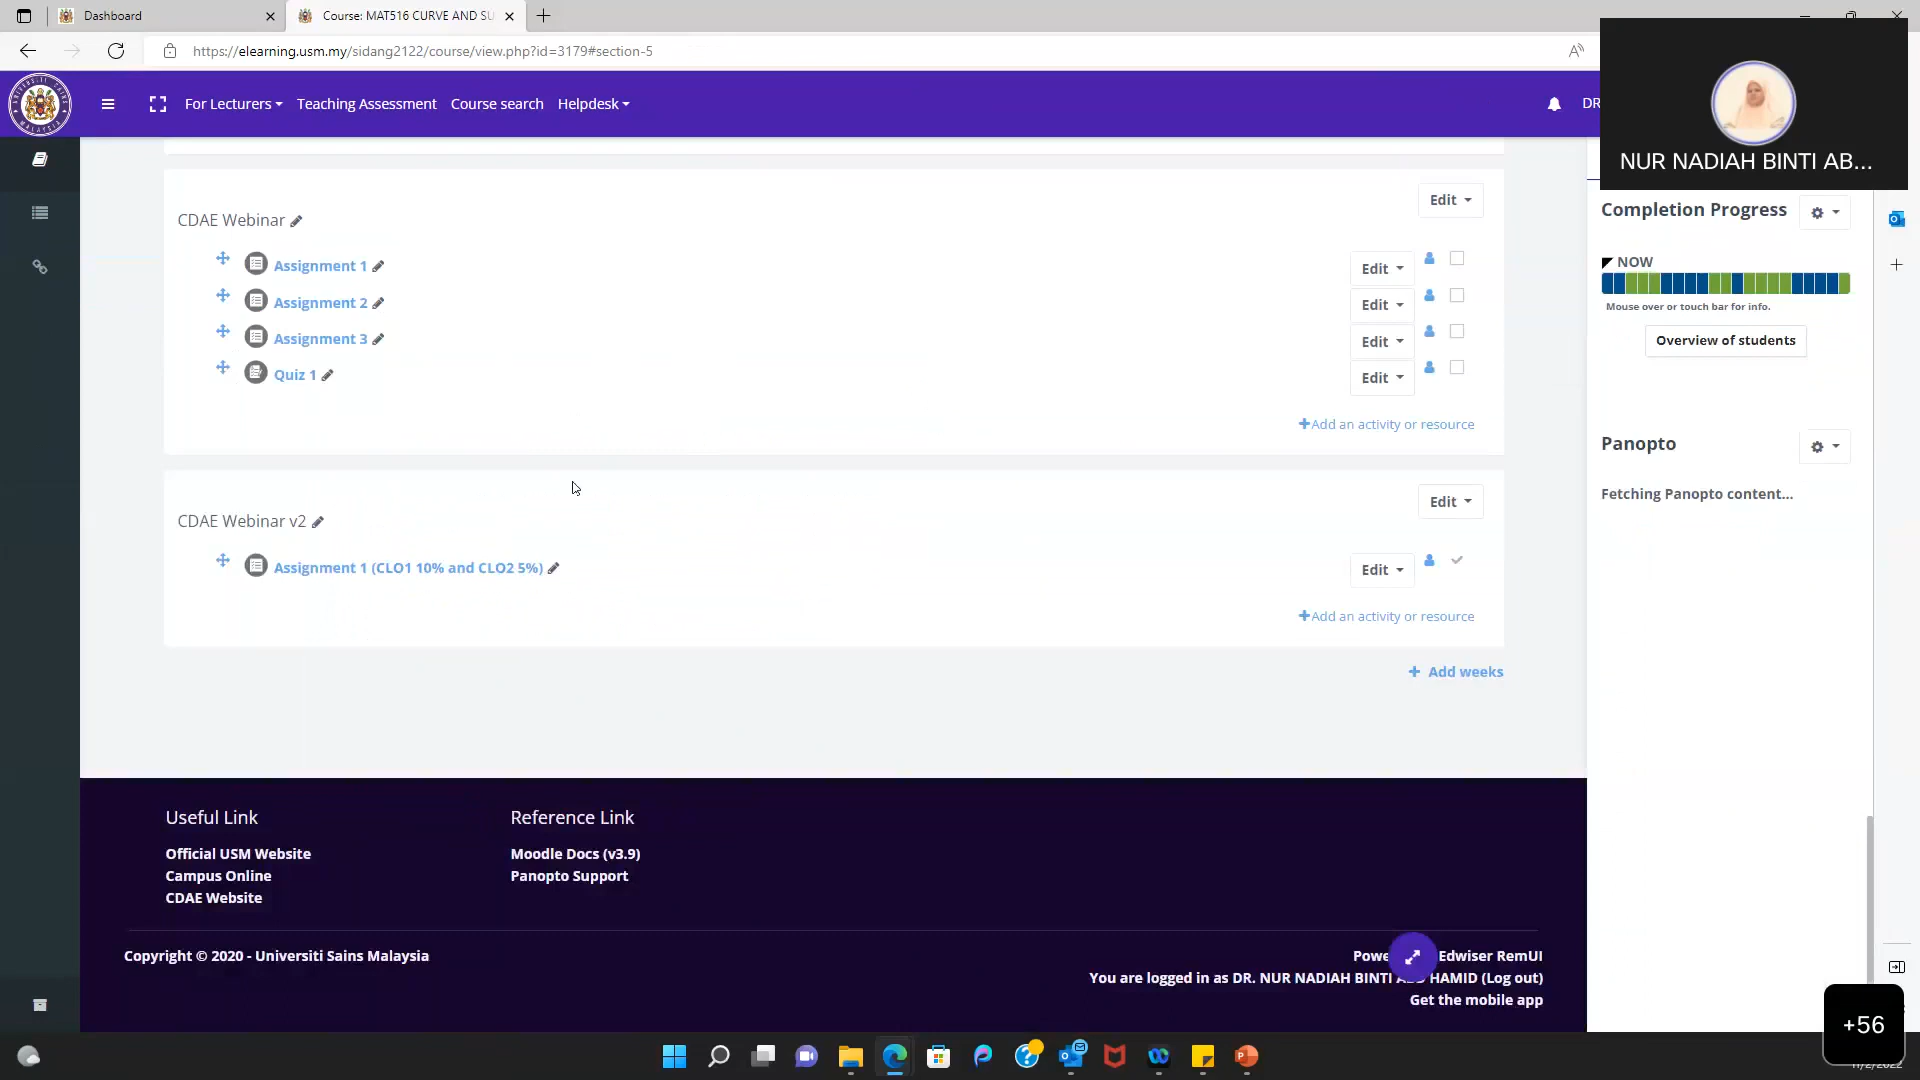 Dashboard
Course: MAT516 CURVE AND SU
https://elearning.usm.my/sidang2122/course/view.php?id=3179#section-5
For Lecturers
Teaching Assessment
Course search
Helpdesk
DR
NUR NADIAH BINTI AB...
CDAE Webinar
Edit
Assignment 1
Edit
Assignment 2
Edit
Assignment 3
Edit
Quiz 1
Edit
Add an activity or resource
CDAE Webinar v2
Edit
Assignment 1 (CLO1 10% and CLO2 5%)
Edit
Add an activity or resource
Add weeks
Completion Progress
NOW
Mouse over or touch bar for info.
Overview of students
Panopto
Fetching Panopto content...
Useful Link
Official USM Website
Campus Online
CDAE Website
Reference Link
Moodle Docs (v3.9)
Panopto Support
Copyright © 2020 - Universiti Sains Malaysia
Edwiser RemUI
You are logged in as DR. NUR NADIAH BINTI HAMID (Log out)
Get the mobile app
+56